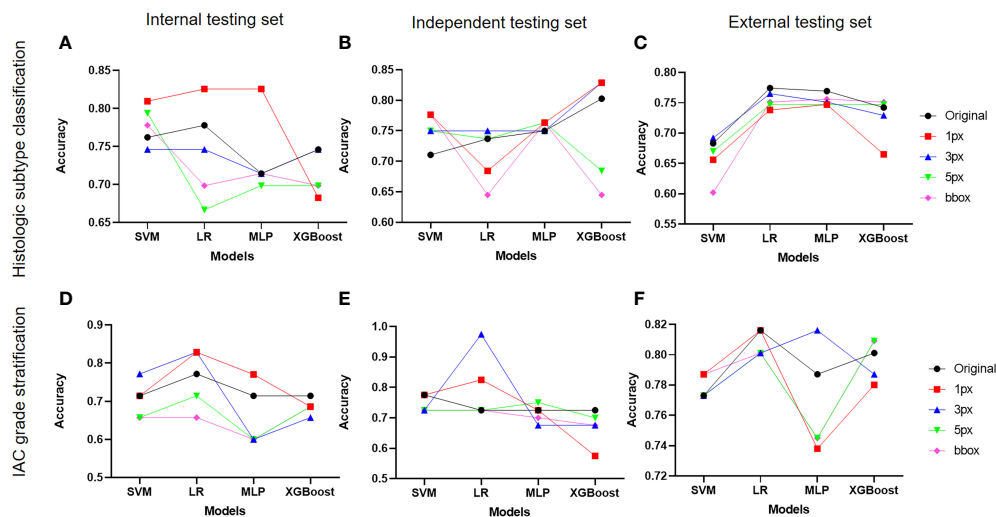 Internal testing set
Independent testing set
External testing set
Histologic subtype classification
A
Accuracy
0.85
0.80
0.75
0.70
0.65
SVM
LR
MLP
XGBoost
Models
B
Accuracy
0.85
0.80
0.75
0.70
0.65
0.60
SVM
LR
MLP
XGBoost
Models
C
Accuracy
0.80
0.75
0.70
0.65
0.60
0.55
SVM
LR
MLP
XGBoost
Models
Original
1px
3px
5px
bbox
IAC grade stratification
D
Accuracy
0.9
0.8
0.7
0.6
0.5
SVM
LR
MLP
XGBoost
Models
E
Accuracy
1.0
0.9
0.8
0.7
0.6
0.5
SVM
LR
MLP
XGBoost
Models
F
Accuracy
0.82
0.80
0.78
0.76
0.74
0.72
SVM
LR
MLP
XGBoost
Models
Original
1px
3px
5px
bbox